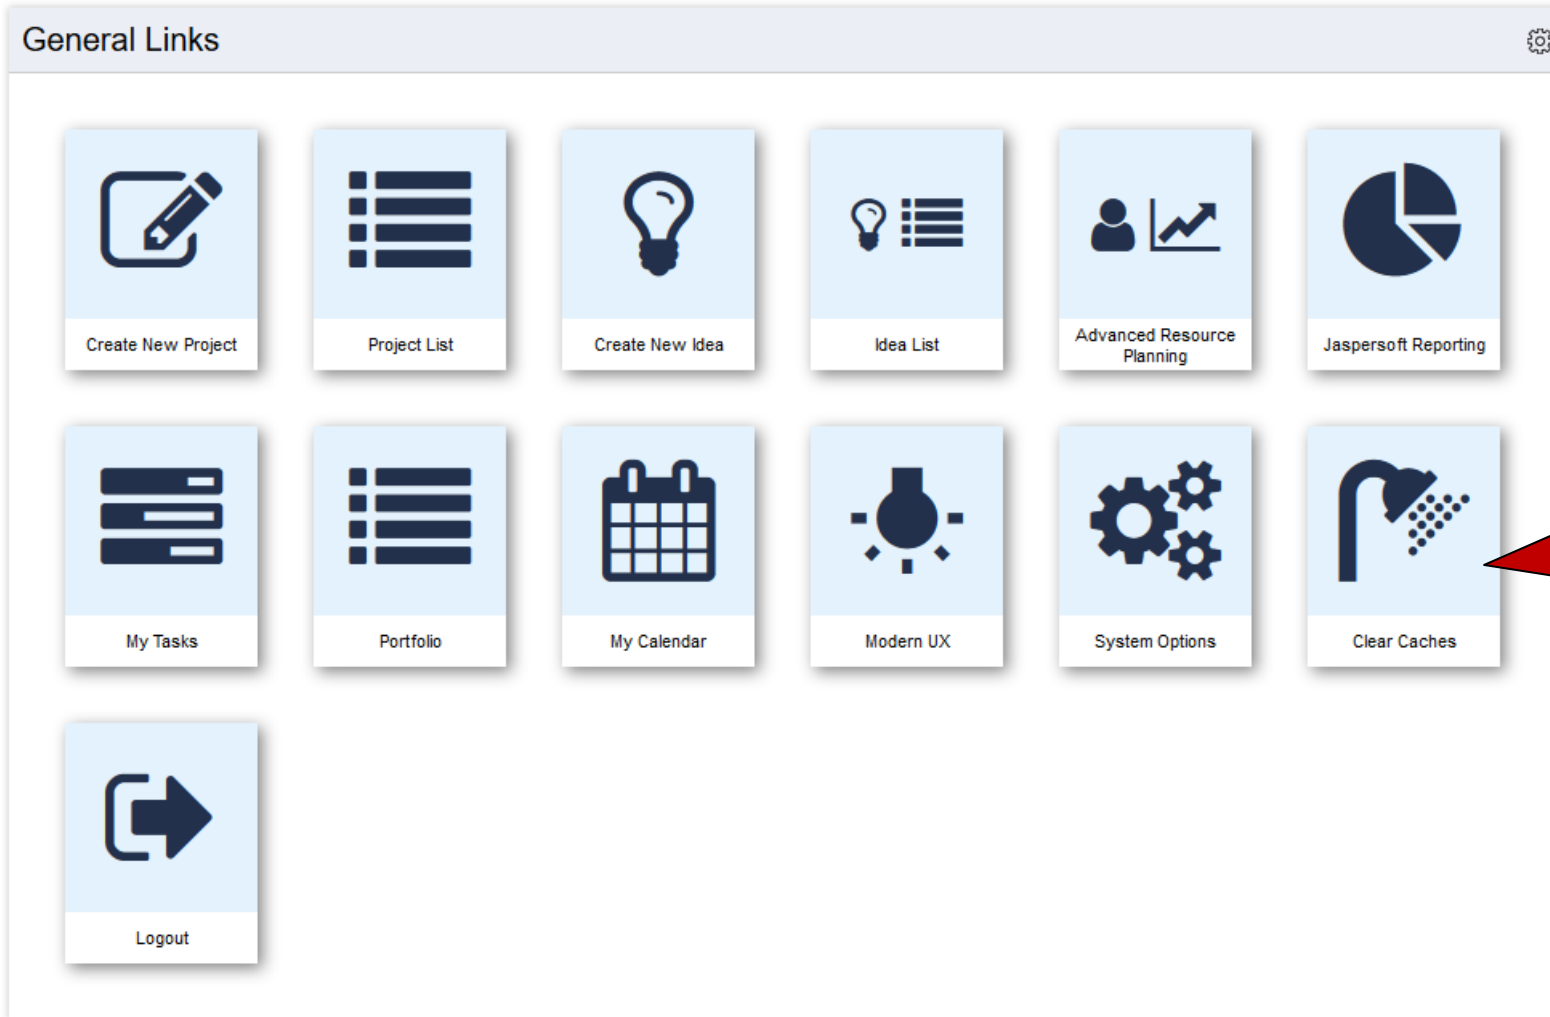 General Links
Create New Project
Project List
Create New Idea
Idea List
Advanced Resource
Planning
Jaspersoft Reporting
My Tasks
Portfolio
My Calendar
Modern UX
System Options
Clear Caches
Logout